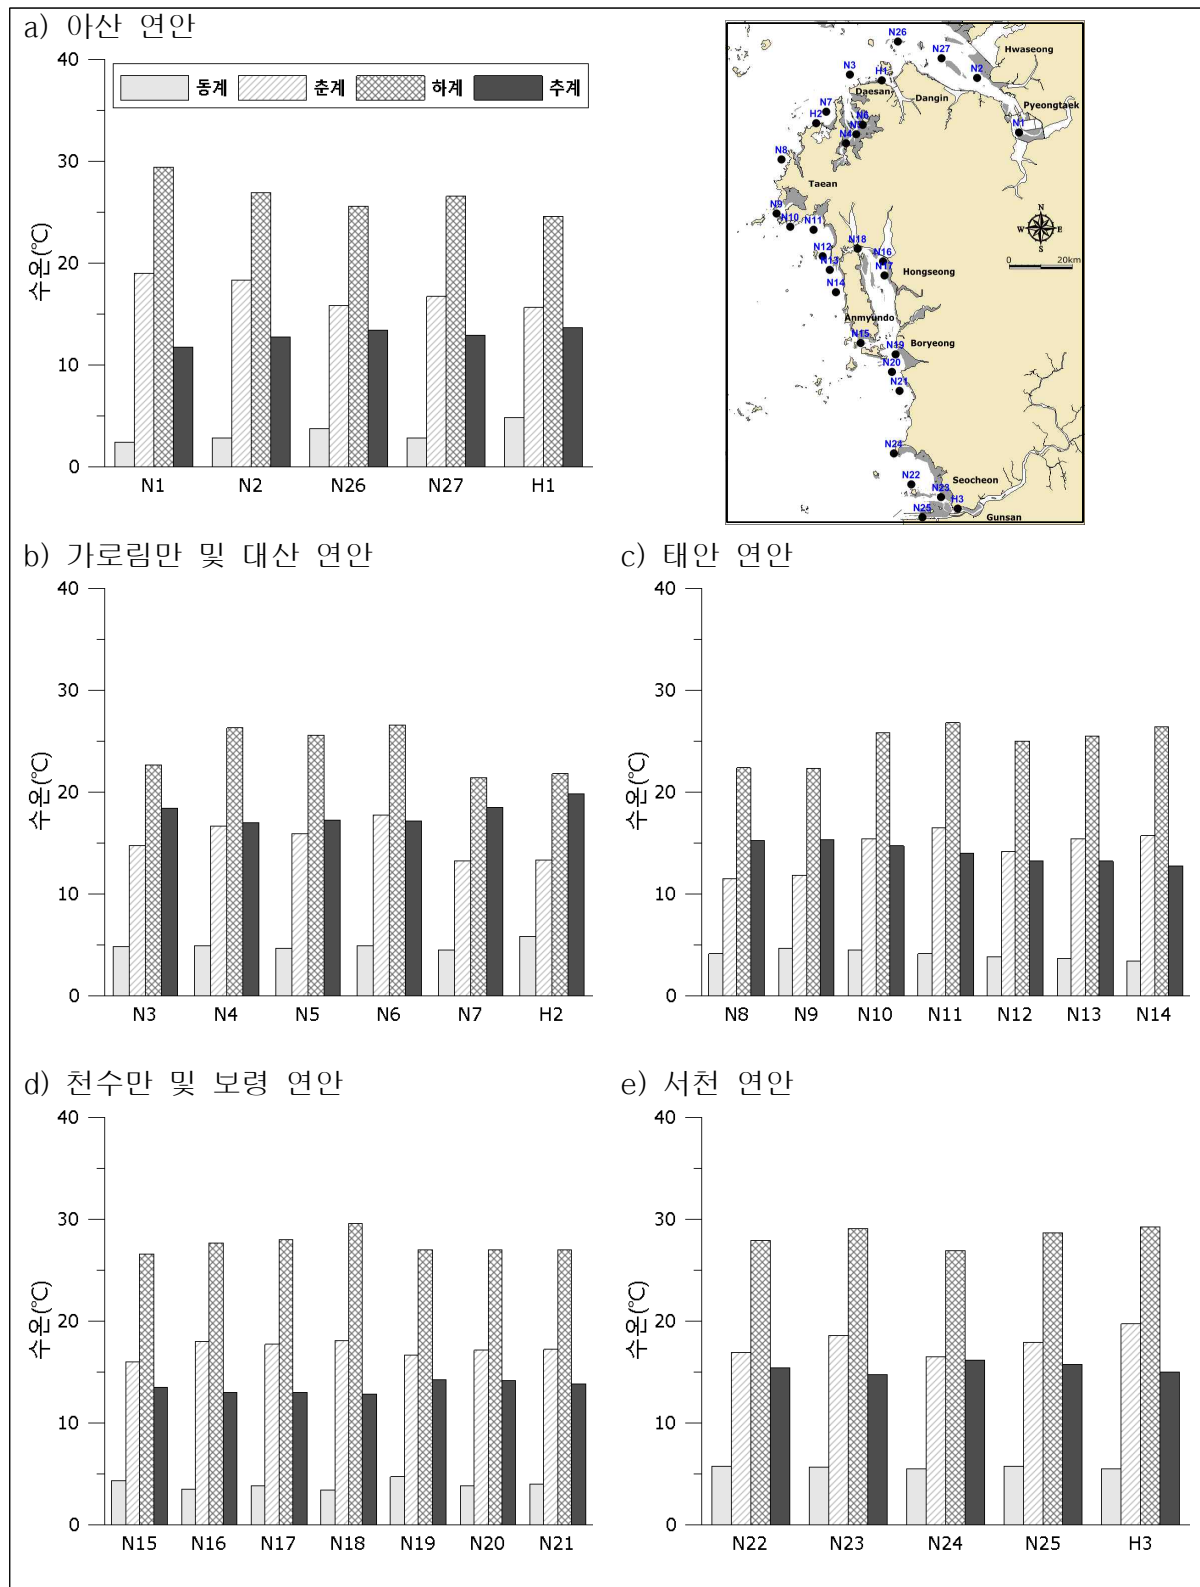 a) 아산 연안
수온(℃)
40
30
20
10
0
동계 춘계 하계 추계
N1 N2 N26 N27 H1
N26
N27
Hwaseong
N3
H1
N2
Daesan
Dangin
N7
H2
N6
Pyeongtaek
N1
N4
N8
Taean
N9
N10
N11
N
W E
S
N18
N12
N16
N13
N17
Hongseong
0 20km
N14
Anmyundo
N15
Boryeong
N19
N20
N21
N24
Seocheon
N22
N23
H3
N25
Gunsan
b) 가로림만 및 대산 연안
수온(℃)
40
30
20
10
0
N3 N4 N5 N6 N7 H2
c) 태안 연안
수온(℃)
40
30
20
10
0
N8 N9 N10 N11 N12 N13 N14
d) 천수만 및 보령 연안
수온(℃)
40
30
20
10
0
N15 N16 N17 N18 N19 N20 N21
e) 서천 연안
수온(℃)
40
30
20
10
0
N22 N23 N24 N25 H3